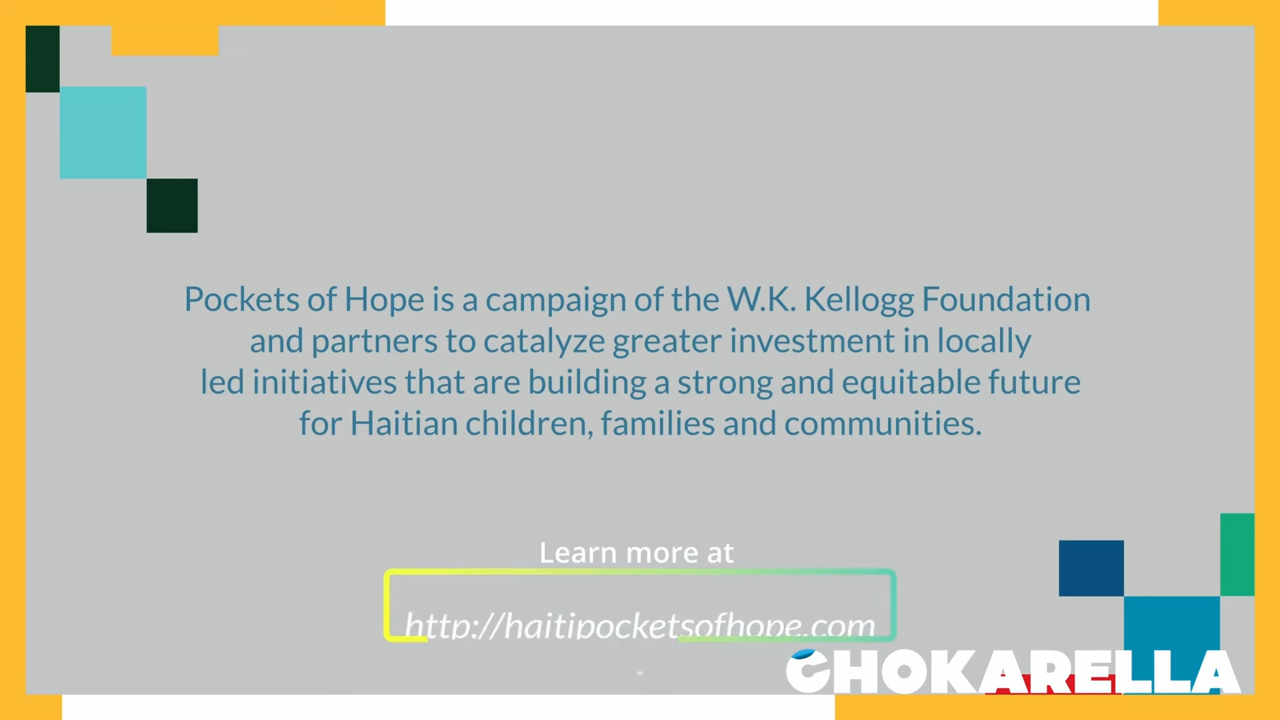 Pockets of Hope is a campaign of the W.K. Kellogg Foundation
and partners to catalyze greater investment in locally
led initiatives that are building a strong and equitable future
for Haitian children, families and communities.
Learn more at
http://haitipocketsofhope.com
CHOKARELLA